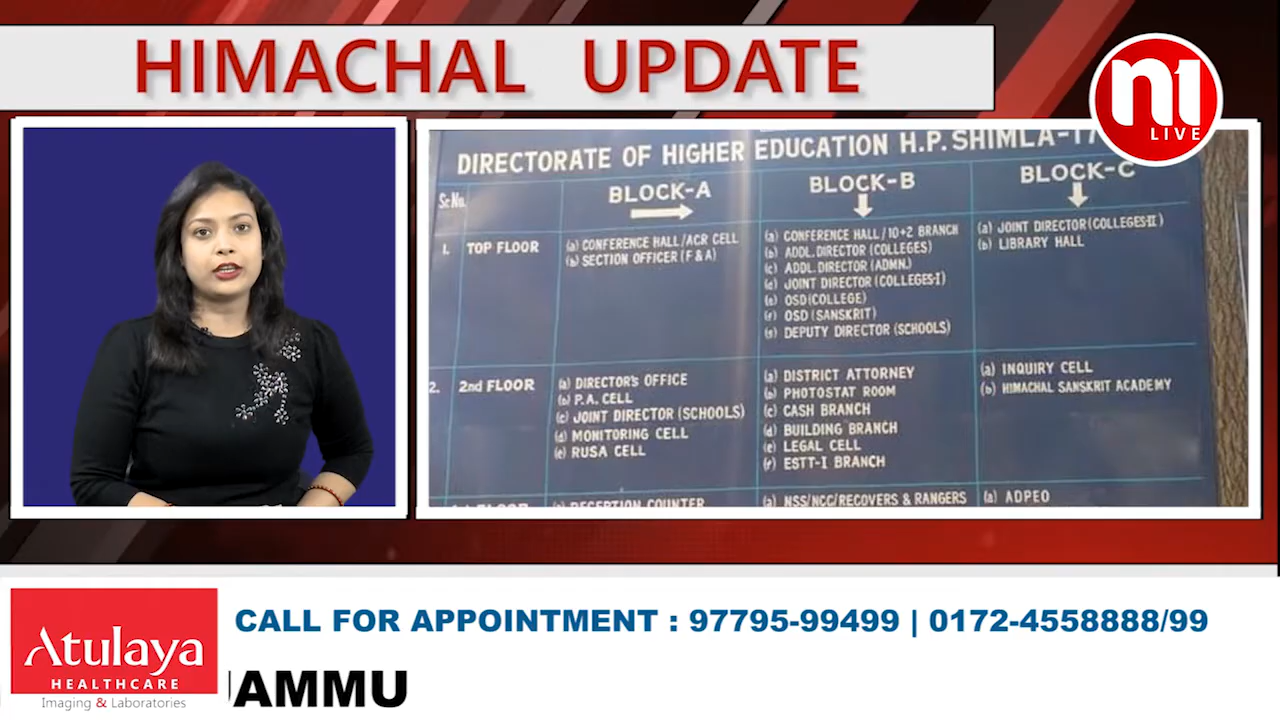 HIMACHAL UPDATE
n1
LIVE
DIRECTORATE OF HIGHER EDUCATION H.P. SHIMLA-17
Sr.No.
BLOCK-A
BLOCK-B
BLOCK-C
1. TOP FLOOR
(a) CONFERENCE HALL/ACR CELL
(b) SECTION OFFICER (F & A)
(a) CONFERENCE HALL/10+2 BRANCH
(b) ADDL. DIRECTOR (COLLEGES)
(c) ADDL. DIRECTOR (ADMN.)
(d) JOINT DIRECTOR (COLLEGES-I)
(e) OSD(COLLEGE)
(f) OSD (SANSKRIT)
(g) DEPUTY DIRECTOR (SCHOOLS)
(a) JOINT DIRECTOR (COLLEGES-II)
(b) LIBRARY HALL
2. 2nd FLOOR
(a) DIRECTOR'S OFFICE
(b) P.A. CELL
(c) JOINT DIRECTOR (SCHOOLS)
(d) MONITORING CELL
(e) RUSA CELL
(a) DISTRICT ATTORNEY
(b) PHOTOSTAT ROOM
(c) CASH BRANCH
(d) BUILDING BRANCH
(e) LEGAL CELL
(f) ESTT-I BRANCH
(a) INQUIRY CELL
(b) HIMACHAL SANSKRIT ACADEMY
FLOOR
(a) RECEPTION COUNTER
(a) NSS/NCC/RECOVERS & RANGERS
(a) ADPEO
Atulaya
HEALTHCARE
Imaging & Laboratories
CALL FOR APPOINTMENT : 97795-99499 | 0172-4558888/99
JAMMU